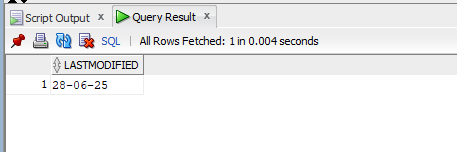 Script Output x Query Result x
SQL | All Rows Fetched: 1 in 0.004 seconds
LASTMODIFIED
1 28-06-25